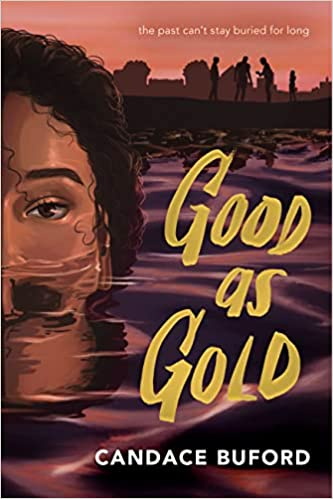 the past can't stay buried for long
GOOD
as
GOLD
CANDACE BUFORD